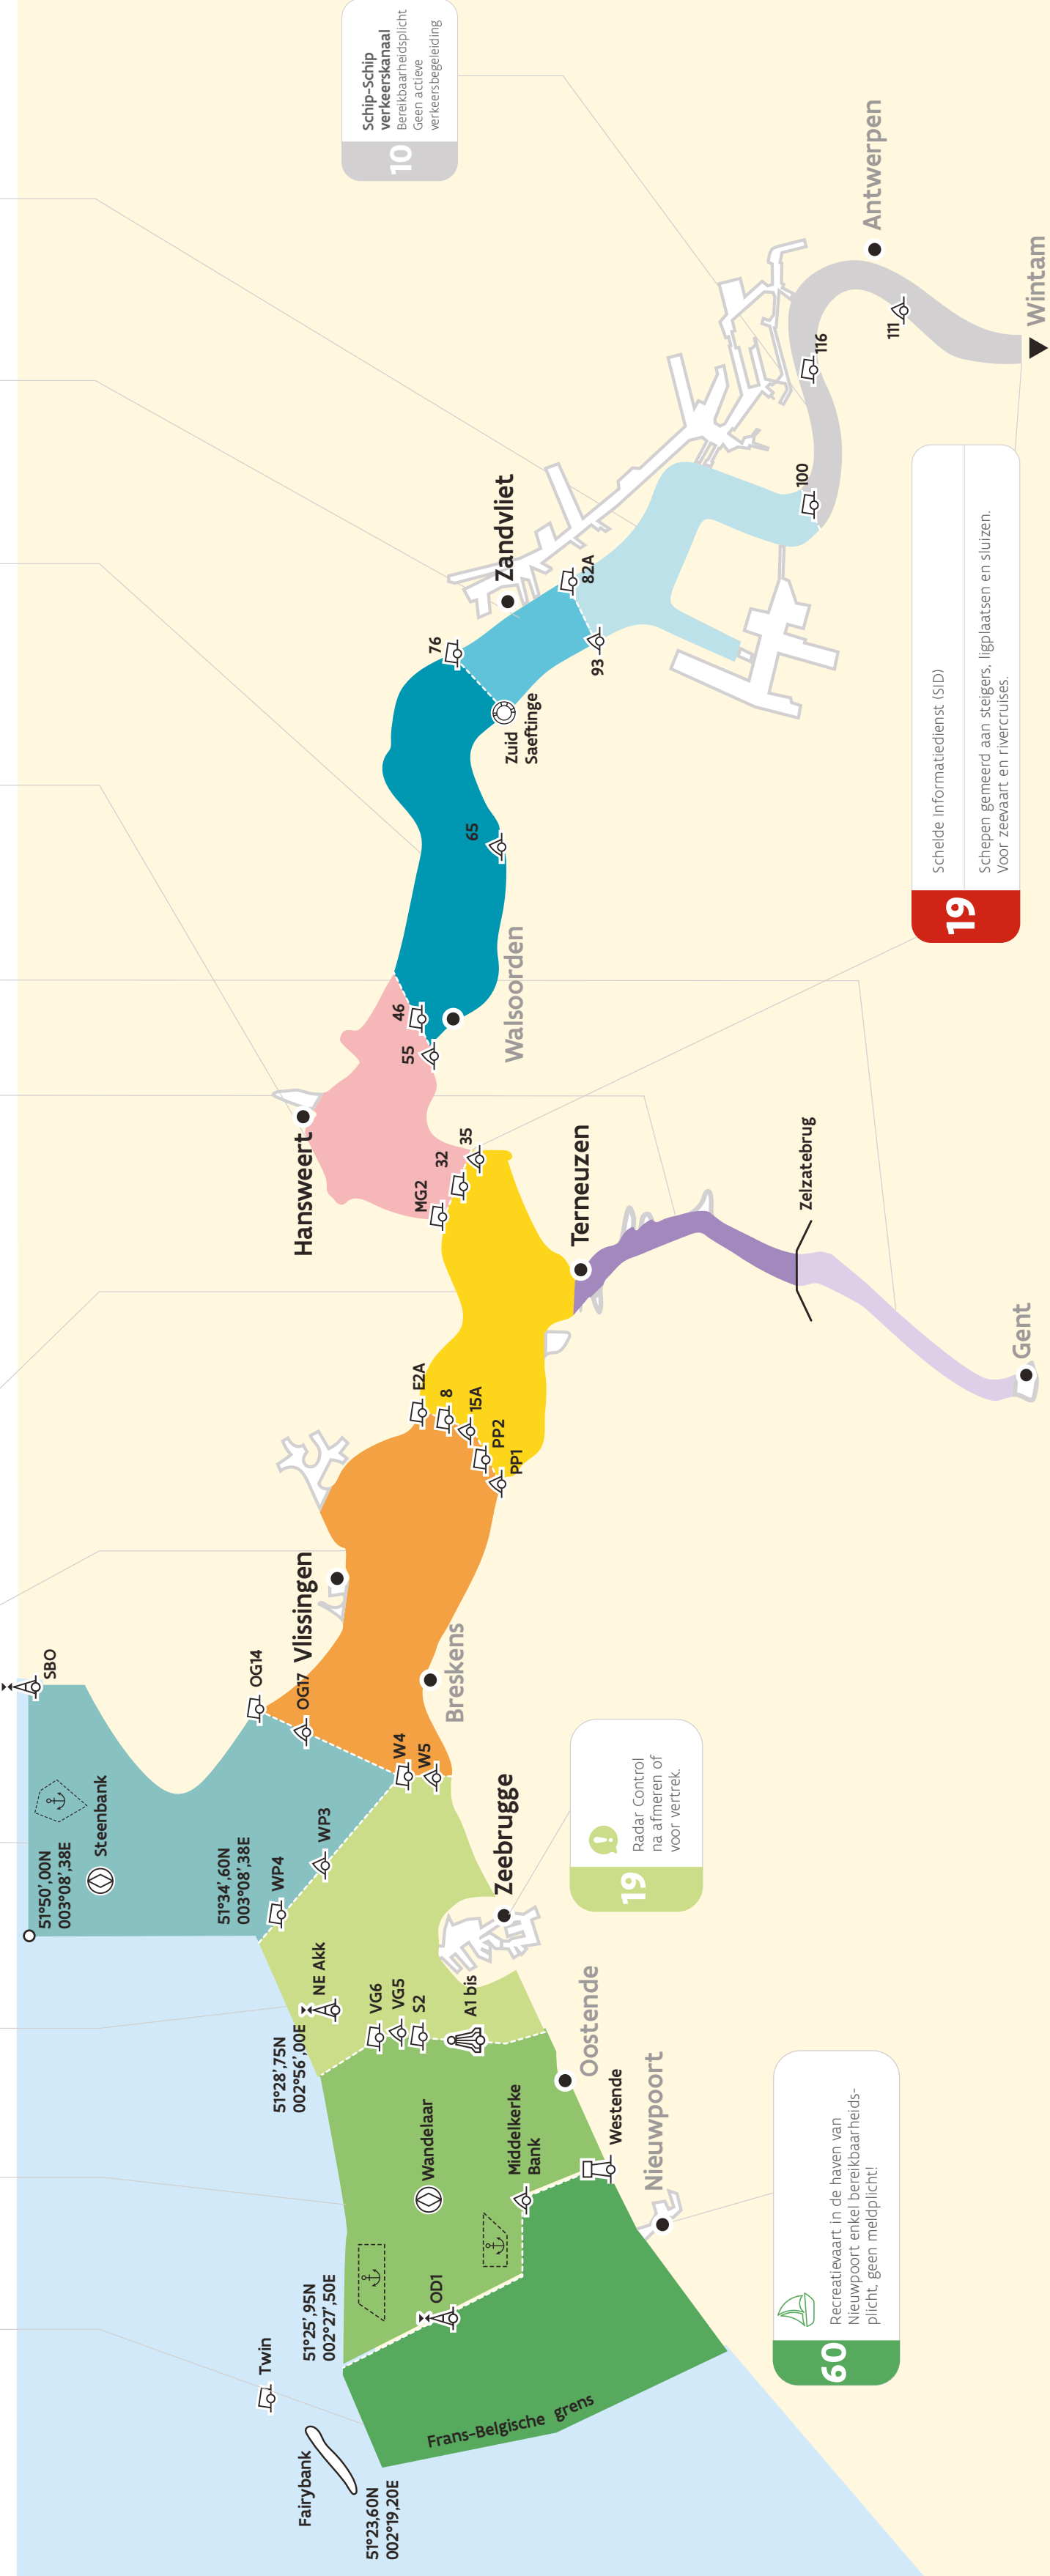 10
Schip-Schip
verkeerskanaal
Bereikbaarheidsplicht
Geen actieve
verkeersbegeleiding
Antwerpen
Wintam
111
116
100
Zandvliet
82A
76
93
Zuid
Saeftinge
65
Walsoorden
46
55
Hansweert
35
32
MG2
Terneuzen
Zelzatebrug
Gent
E2A
8
15A
PP2
PP1
Vlissingen
Breskens
SBO
OG14
OG17
W4
W5
Steenbank
51°50',00N
003°08',38E
51°34',60N
003°08',38E
WP3
WP4
Zeebrugge
NE Akk
51°28',75N
002°56',00E
VG6
VG5
S2
A1 bis
Oostende
Wandelaar
Middelkerke
Bank
Westende
Nieuwpoort
OD1
51°25',95N
002°27',50E
Twin
Fairybank
51°23,60N
002°19,20E
Frans-Belgische grens
19
Schelde Informatiedienst (SID)
Schepen gemeerd aan steigers, ligplaatsen en sluizen.
Voor zeevaart en rivercruises.
19
!
Radar Control
na afmeren of
voor vertrek.
60
Recreatievaart in de haven van
Nieuwpoort enkel bereikbaarheids-
plicht, geen meldplicht!